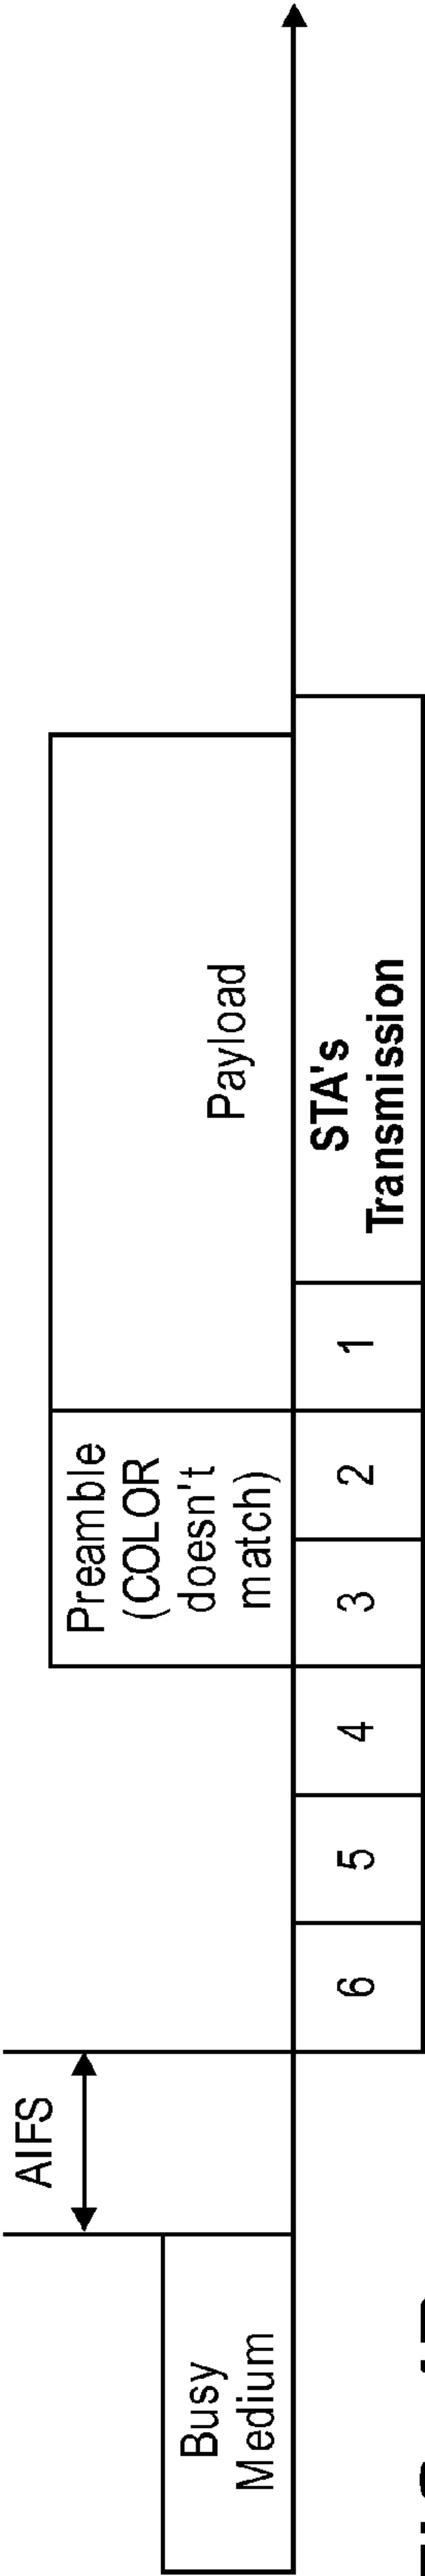 AIFS
Busy
Medium
Preamble
(COLOR
doesn't
match)
Payload
6
5
4
3
2
1
STA's
Transmission